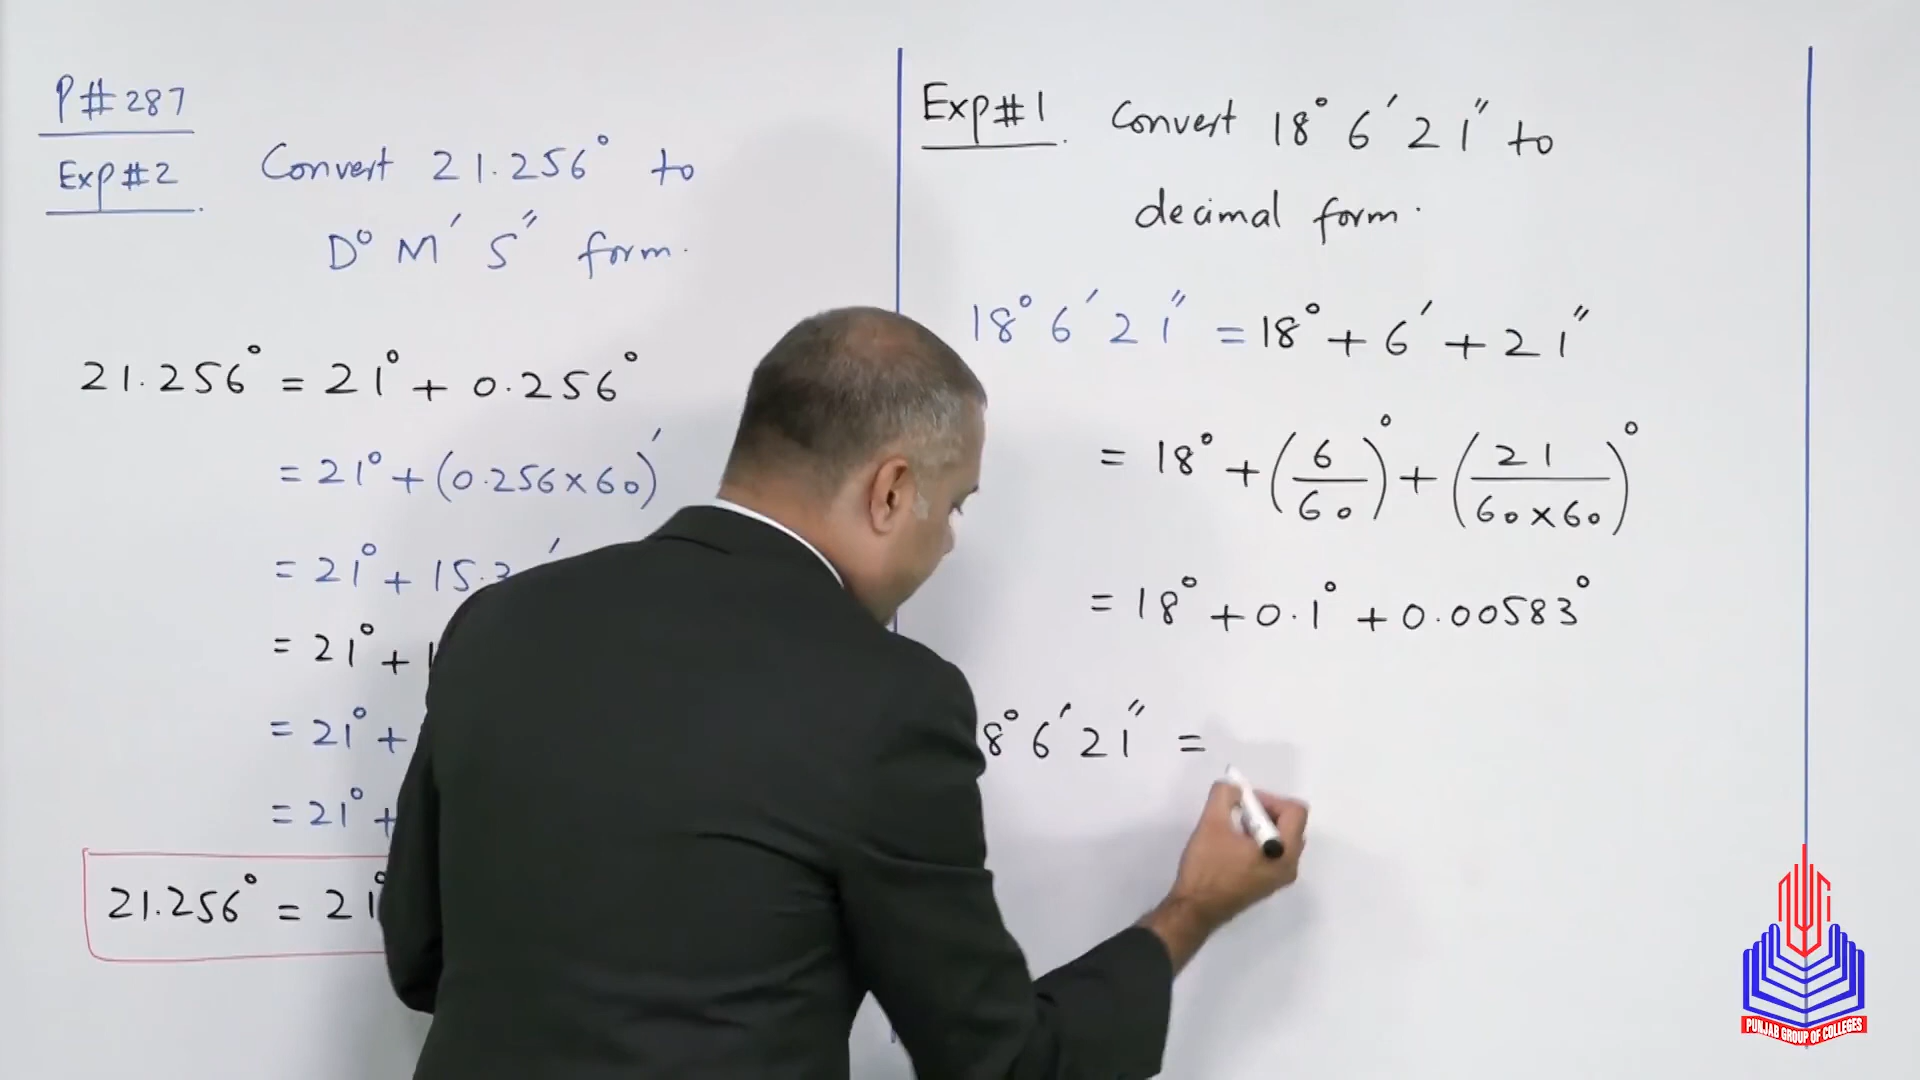 P#287
Exp#2 Convert 21.256° to
D° M′ S″ form.
21.256° = 21° + 0.256°
= 21° + (0.256×60)′
= 21° + 15.3 ′
= 21° + 1
= 21° +
= 21° +
21.256° = 21°
Exp#1. Convert 18° 6′ 21″ to
decimal form.
18° 6′ 21″ = 18° + 6′ + 21″
= 18° + (6/60)° + (21/60×60)°
= 18° + 0.1° + 0.00583°
8° 6′ 21″ =
PUNJAB GROUP OF COLLEGES